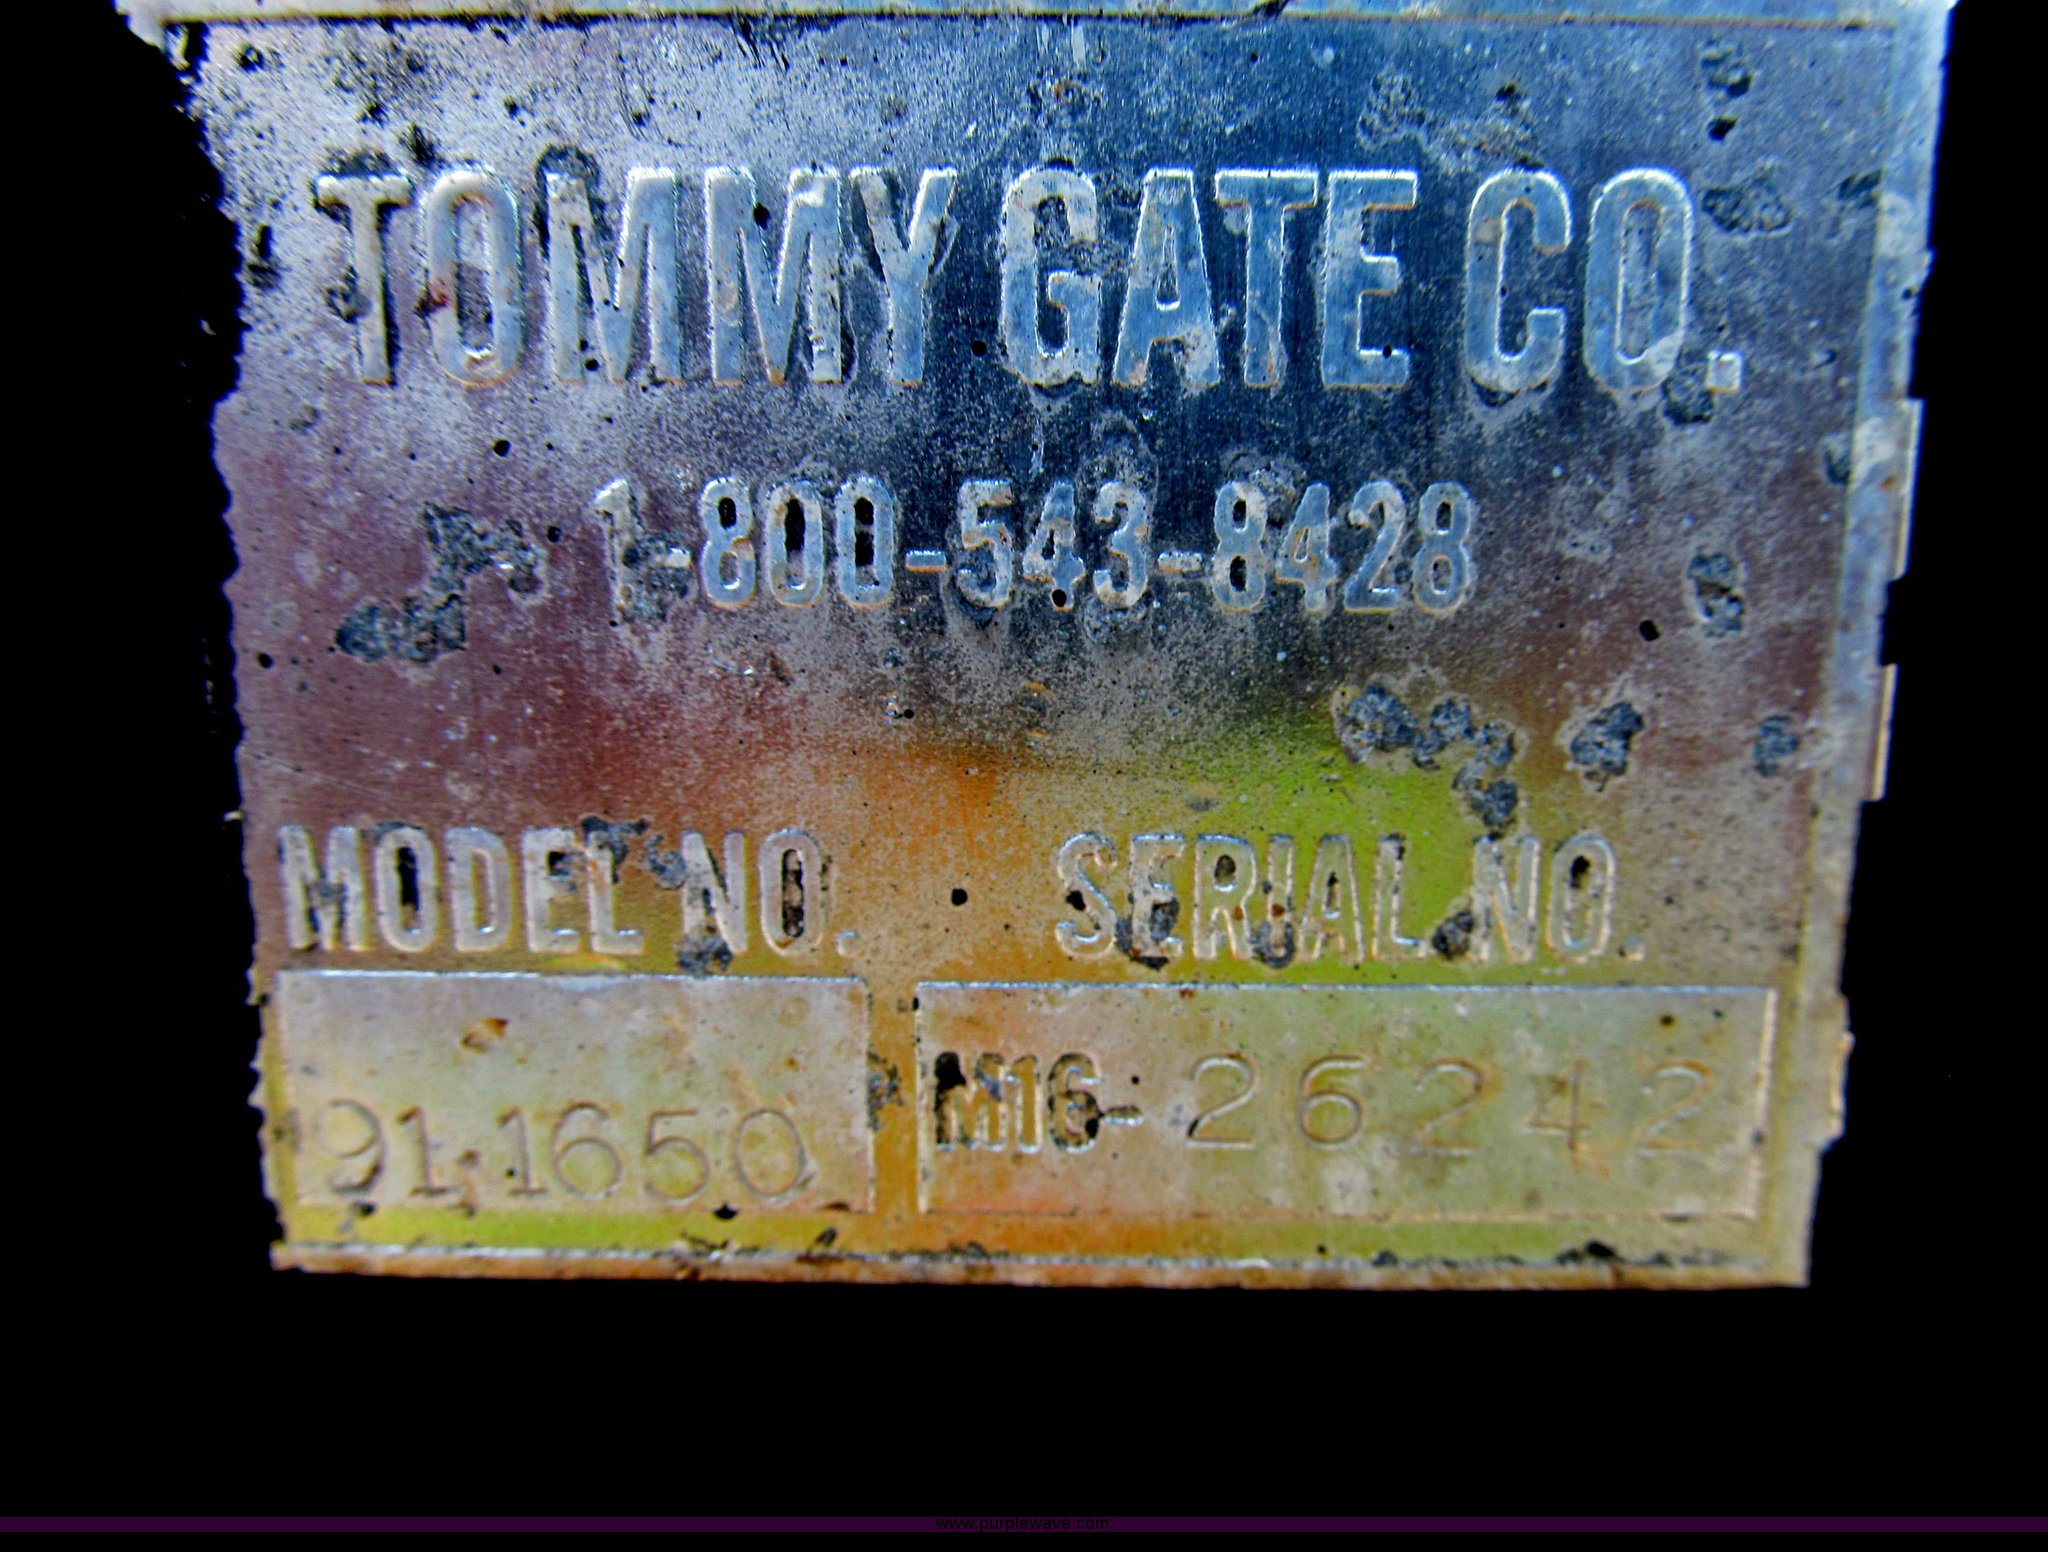 TOMMY GATE CO.
1-800-543-8428
MODEL NO. SERIAL NO.
91 1650 M16-26242
www.purplewave.com